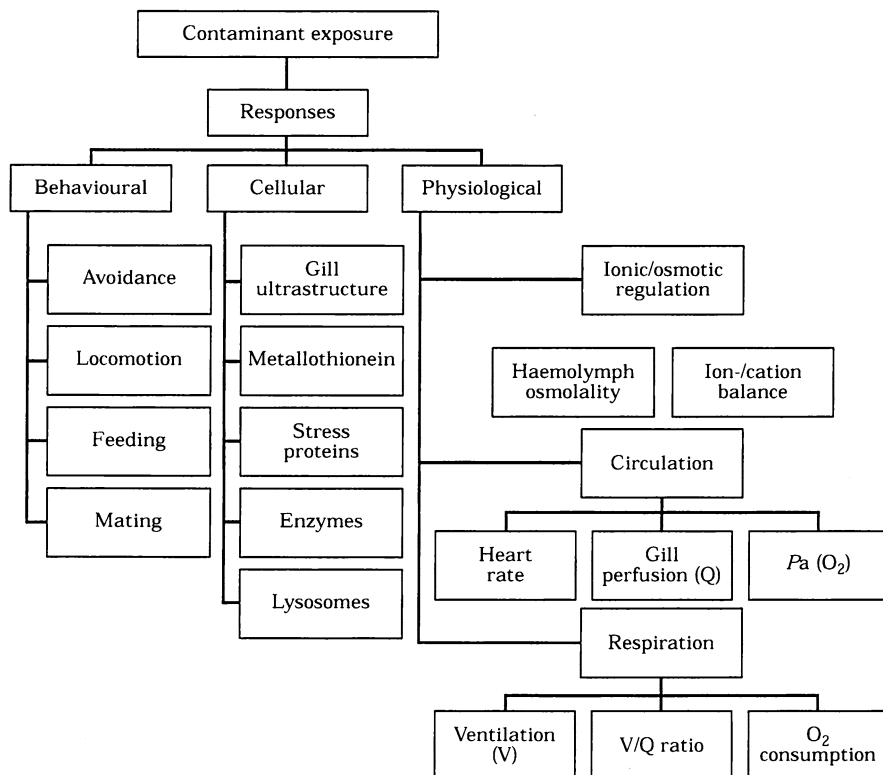 Contaminant exposure
Responses
Behavioural
Cellular
Physiological
Avoidance
Locomotion
Feeding
Mating
Gill
ultrastructure
Metallothionein
Stress
proteins
Enzymes
Lysosomes
Ionic/osmotic
regulation
Haemolymph
osmolality
Ion-/cation
balance
Circulation
Heart
rate
Gill
perfusion (Q)
Pa (O₂)
Respiration
Ventilation
(V)
V/Q ratio
O₂
consumption